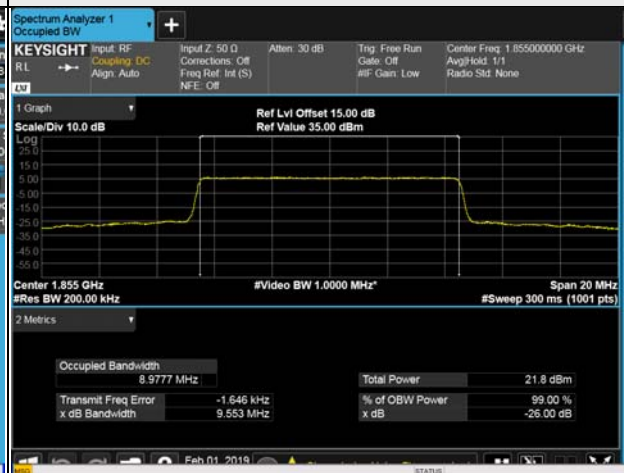 Spectrum Analyzer 1
Occupied BW
+
KEYSIGHT Input: RF Input Z: 50 Ω Atten: 30 dB Trig: Free Run Center Freq: 1.855000000 GHz
RL Coupling: DC Corrections: Off Gate: Off Avg|Hold: 1/1
Align: Auto Freq Ref: Int (S) #IF Gain: Low Radio Std: None
LXI NFE: Off
1 Graph
Ref Lvl Offset 15.00 dB
Scale/Div 10.0 dB Ref Value 35.00 dBm
Log
25.0
15.0
5.00
-5.00
-15.0
-25.0
-35.0
-45.0
-55.0
Center 1.855 GHz #Video BW 1.0000 MHz* Span 20 MHz
#Res BW 200.00 kHz #Sweep 300 ms (1001 pts)
2 Metrics
Occupied Bandwidth
8.9777 MHz Total Power 21.8 dBm
Transmit Freq Error -1.646 kHz % of OBW Power 99.00 %
x dB Bandwidth 9.553 MHz x dB -26.00 dB
Feb 01, 2019
MSG STATUS